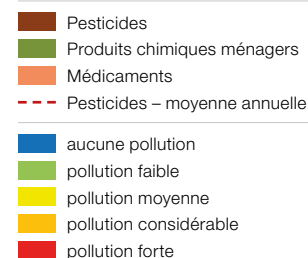 Pesticides
Produits chimiques ménagers
Médicaments
Pesticides – moyenne annuelle
aucune pollution
pollution faible
pollution moyenne
pollution considérable
pollution forte